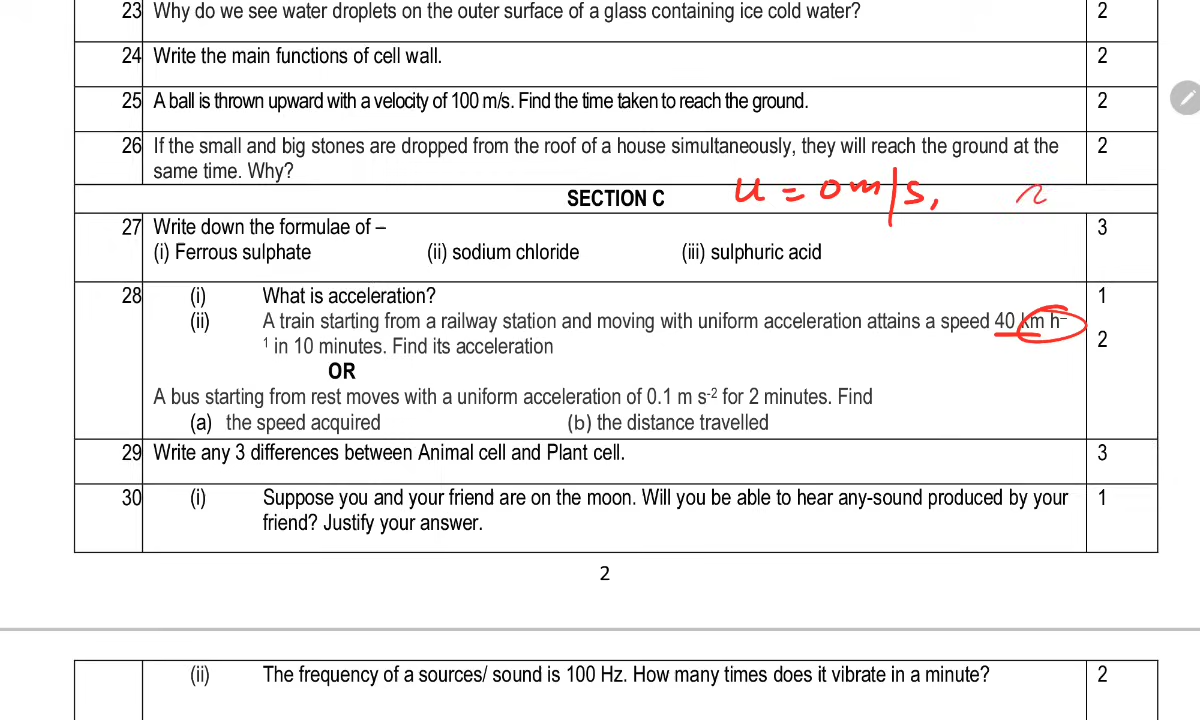 23 Why do we see water droplets on the outer surface of a glass containing ice cold water? 2
24 Write the main functions of cell wall. 2
25 A ball is thrown upward with a velocity of 100 m/s. Find the time taken to reach the ground. 2
26 If the small and big stones are dropped from the roof of a house simultaneously, they will reach the ground at the 2
same time. Why?
SECTION C u = 0 m/s,
27 Write down the formulae of – 3
(i) Ferrous sulphate (ii) sodium chloride (iii) sulphuric acid
28 (i) What is acceleration? 1
(ii) A train starting from a railway station and moving with uniform acceleration attains a speed 40 km h⁻
¹ in 10 minutes. Find its acceleration 2
OR
A bus starting from rest moves with a uniform acceleration of 0.1 m s⁻² for 2 minutes. Find
(a) the speed acquired (b) the distance travelled
29 Write any 3 differences between Animal cell and Plant cell. 3
30 (i) Suppose you and your friend are on the moon. Will you be able to hear any-sound produced by your 1
friend? Justify your answer.
2
(ii) The frequency of a sources/ sound is 100 Hz. How many times does it vibrate in a minute? 2